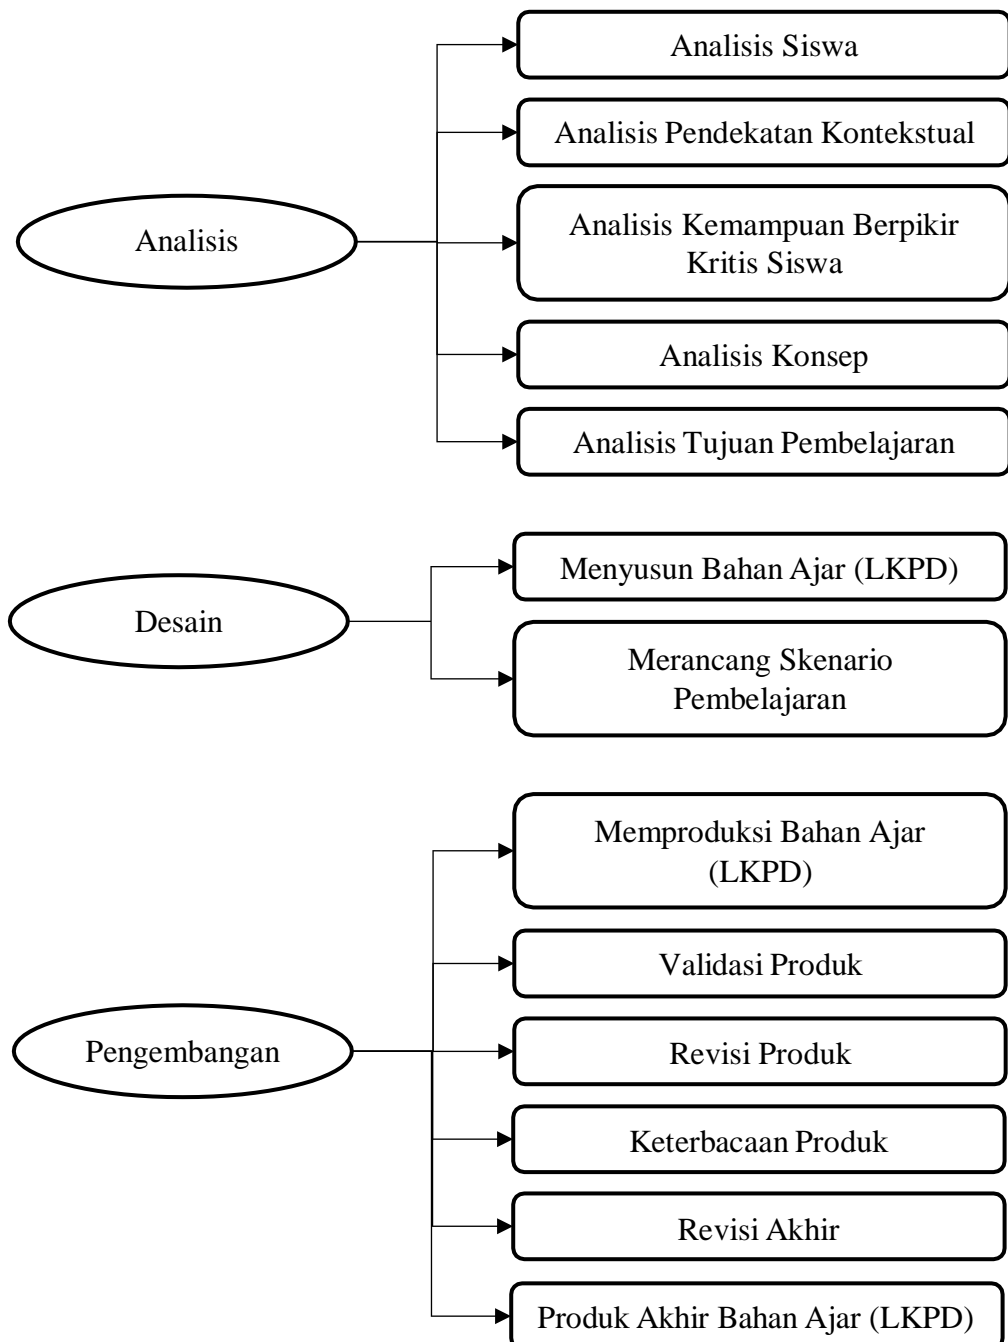 Analisis
Analisis Siswa
Analisis Pendekatan Kontekstual
Analisis Kemampuan Berpikir
Kritis Siswa
Analisis Konsep
Analisis Tujuan Pembelajaran
Desain
Menyusun Bahan Ajar (LKPD)
Merancang Skenario
Pembelajaran
Pengembangan
Memproduksi Bahan Ajar
(LKPD)
Validasi Produk
Revisi Produk
Keterbacaan Produk
Revisi Akhir
Produk Akhir Bahan Ajar (LKPD)